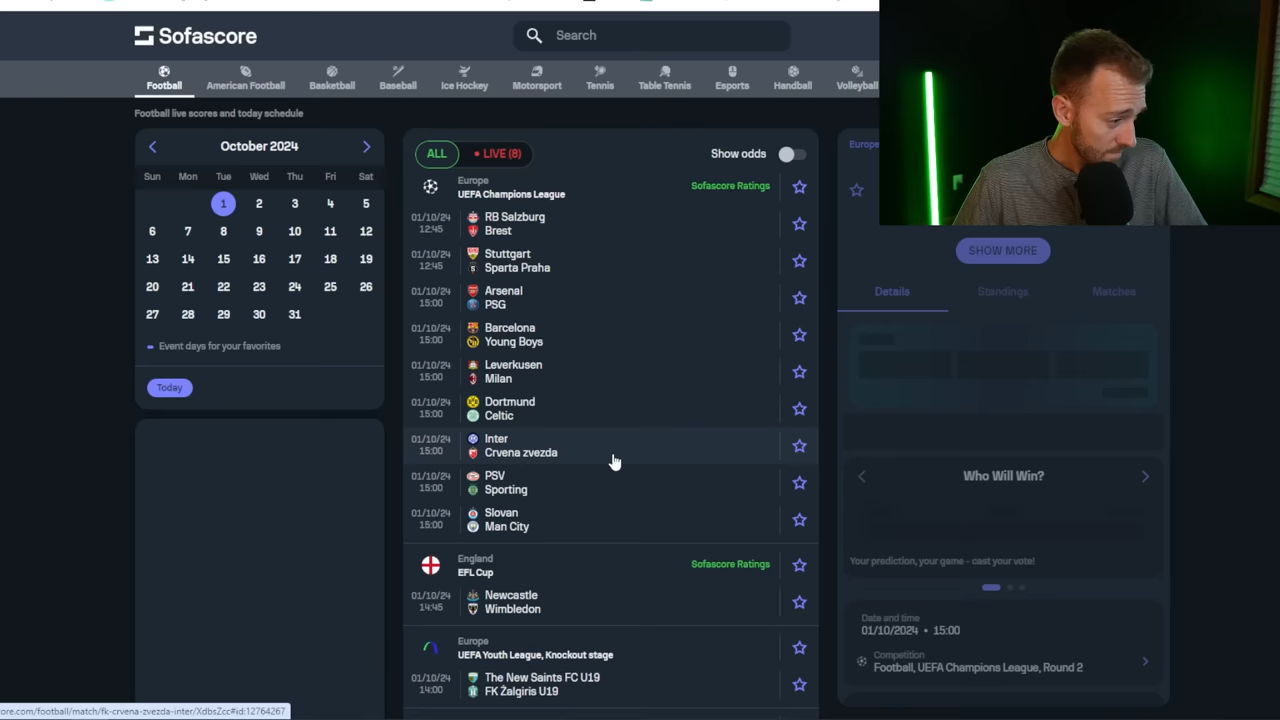 Sofascore
Search
Football
American Football
Basketball
Baseball
Ice Hockey
Motorsport
Tennis
Table Tennis
Esports
Handball
Volleyball
Football live scores and today schedule
October 2024
Sun Mon Tue Wed Thu Fri Sat
1 2 3 4 5
6 7 8 9 10 11 12
13 14 15 16 17 18 19
20 21 22 23 24 25 26
27 28 29 30 31
Event days for your favorites
Today
ALL
LIVE (8)
Show odds
Europe
UEFA Champions League
Sofascore Ratings
01/10/24
12:45
RB Salzburg
Brest
01/10/24
12:45
Stuttgart
Sparta Praha
01/10/24
15:00
Arsenal
PSG
01/10/24
15:00
Barcelona
Young Boys
01/10/24
15:00
Leverkusen
Milan
01/10/24
15:00
Dortmund
Celtic
01/10/24
15:00
Inter
Crvena zvezda
01/10/24
15:00
PSV
Sporting
01/10/24
15:00
Slovan
Man City
England
EFL Cup
Sofascore Ratings
01/10/24
14:45
Newcastle
Wimbledon
Europe
UEFA Youth League, Knockout stage
01/10/24
14:00
The New Saints FC U19
FK Žalgiris U19
Europe
SHOW MORE
Details
Standings
Matches
Who Will Win?
Your prediction, your game - cast your vote!
Date and time
01/10/2024 • 15:00
Competition
Football, UEFA Champions League, Round 2
ore.com/football/match/fk-crvena-zvezda-inter/XdbsZcc#id:12764267